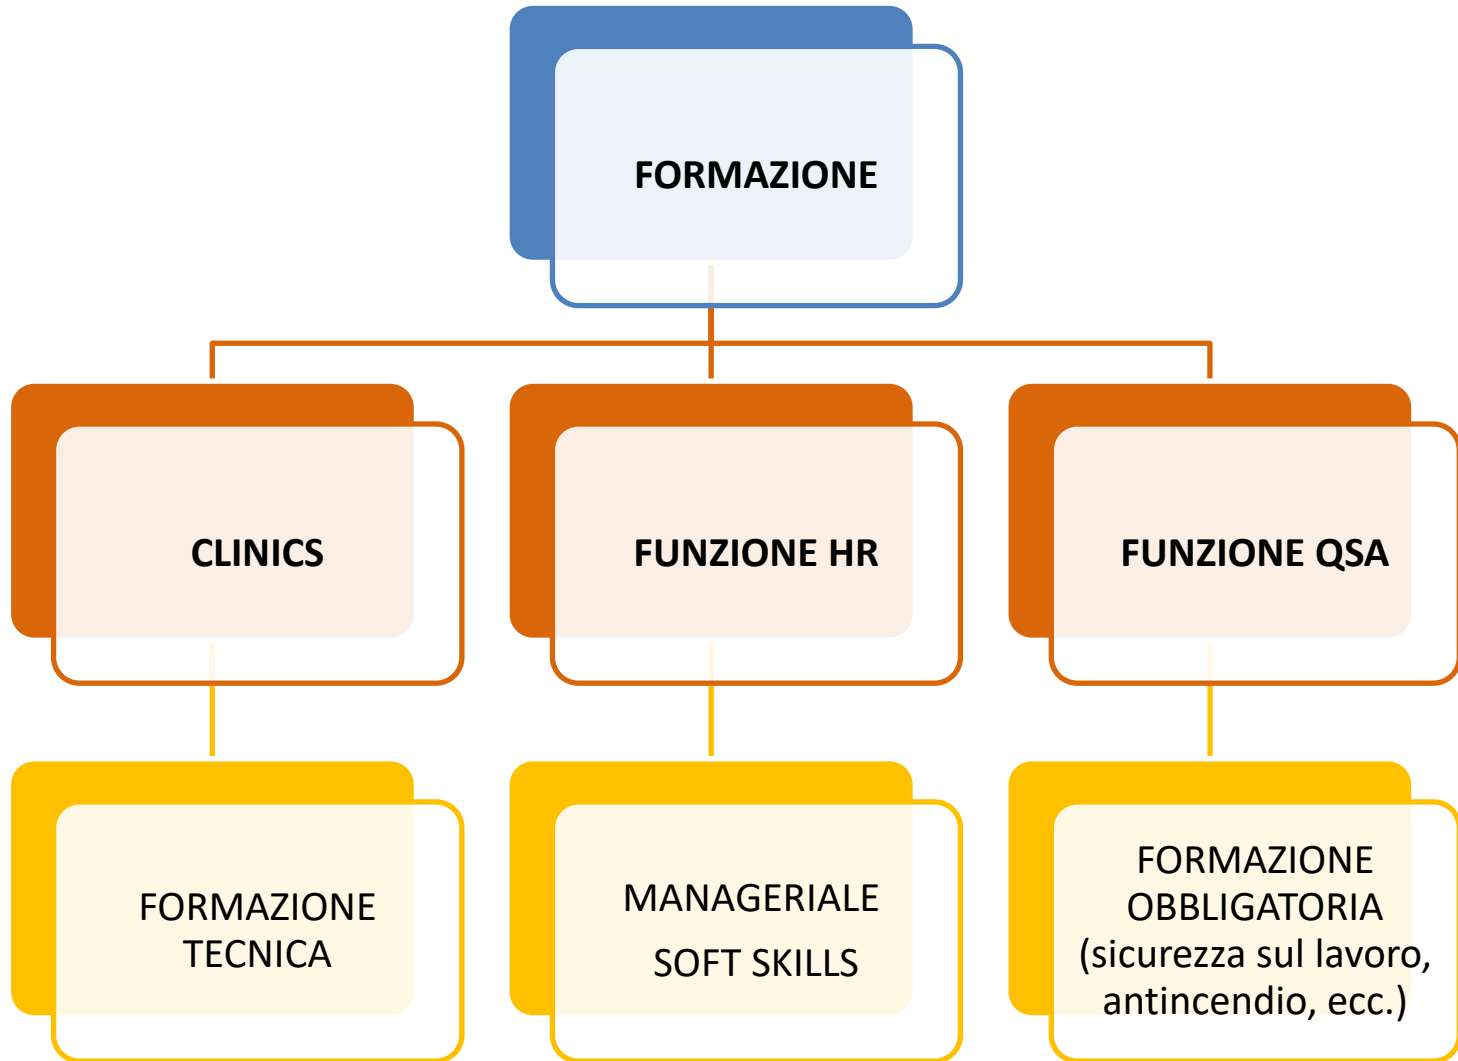 FORMAZIONE
CLINICS
FUNZIONE HR
FUNZIONE QSA
FORMAZIONE
TECNICA
MANAGERIALE
SOFT SKILLS
FORMAZIONE
OBBLIGATORIA
(sicurezza sul lavoro,
antincendio, ecc.)